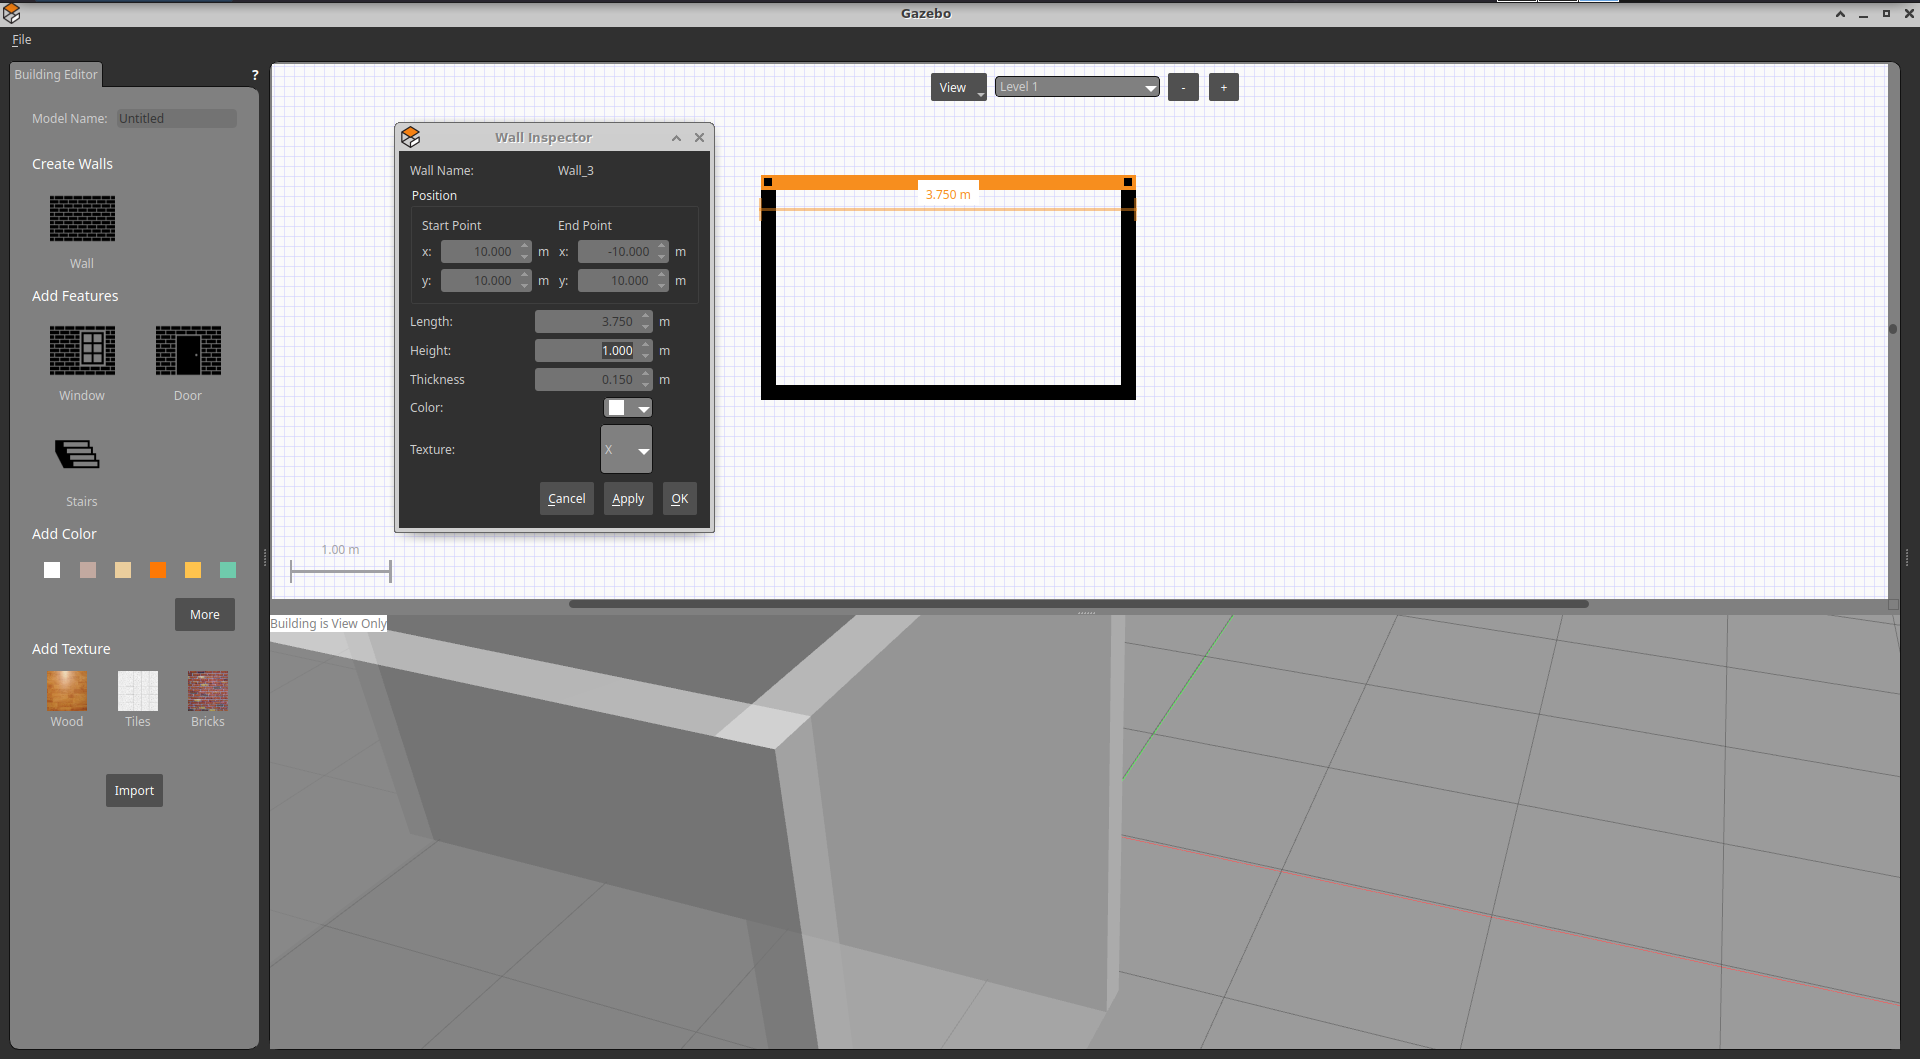 Gazebo
File
Building Editor
?
Model Name: Untitled
Create Walls
Wall
Add Features
Window Door
Stairs
Add Color
More
Add Texture
Wood Tiles Bricks
Import
View Level 1 - +
Wall Inspector
Wall Name: Wall_3
Position
Start Point End Point
x: 10.000 m x: -10.000 m
y: 10.000 m y: 10.000 m
Length: 3.750 m
Height: 1.000 m
Thickness 0.150 m
Color:
Texture: X
Cancel Apply OK
3.750 m
1.00 m
Building is View Only